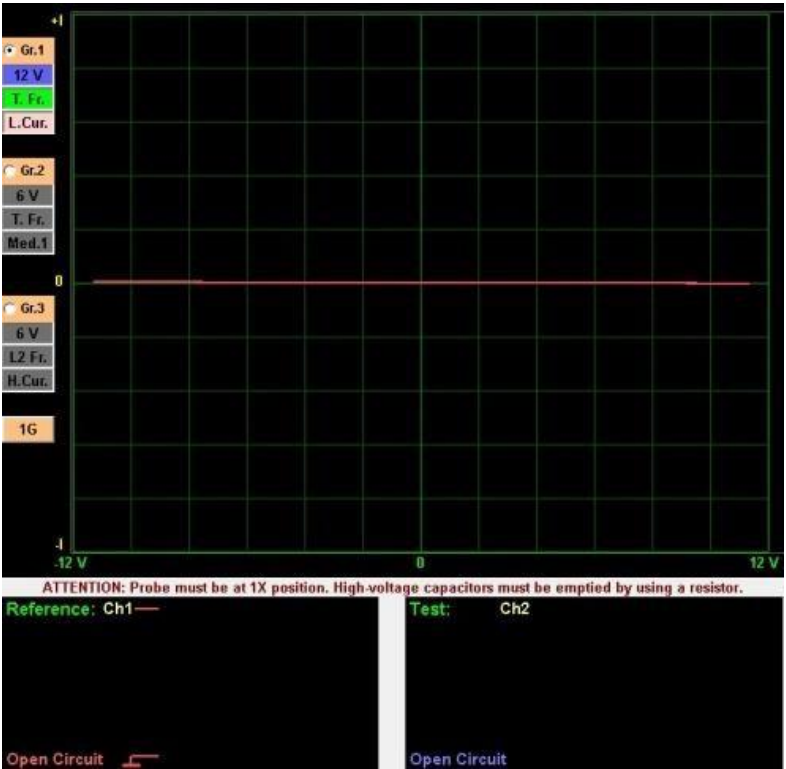 +I
Gr.1
12 V
T. Fr.
L.Cur.
Gr.2
6 V
T. Fr.
Med.1
0
Gr.3
6 V
L2 Fr.
H.Cur.
1G
-I
-12 V 0 12 V
ATTENTION: Probe must be at 1X position. High-voltage capacitors must be emptied by using a resistor.
Reference: Ch1
Test: Ch2
Open Circuit
Open Circuit